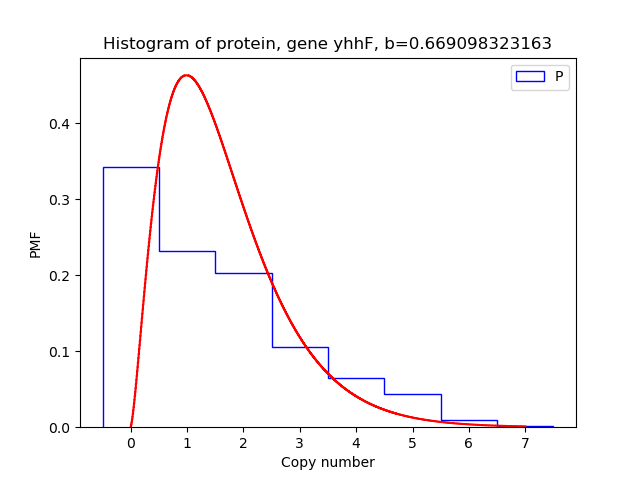 Histogram of protein, gene yhhF, b=0.669098323163
P
PMF
0.4
0.3
0.2
0.1
0.0
0 1 2 3 4 5 6 7
Copy number